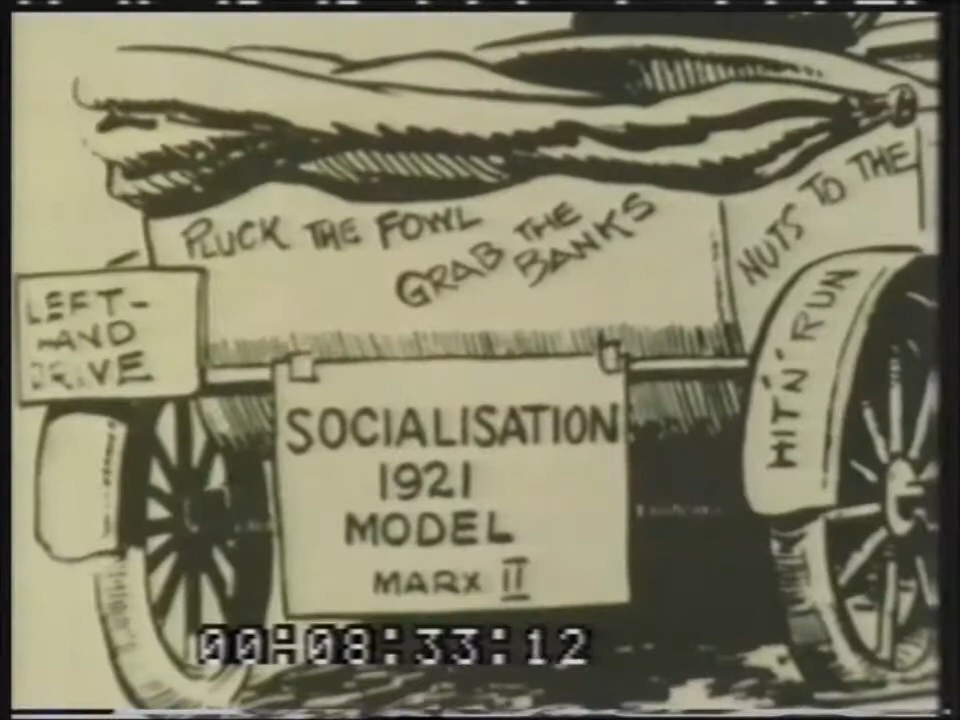 PLUCK THE FOWL
GRAB THE
BANKS
NUTS TO THE
LEFT-
HAND
DRIVE
HIT 'N' RUN
SOCIALISATION
1921
MODEL
MARX II
00:08:33:12